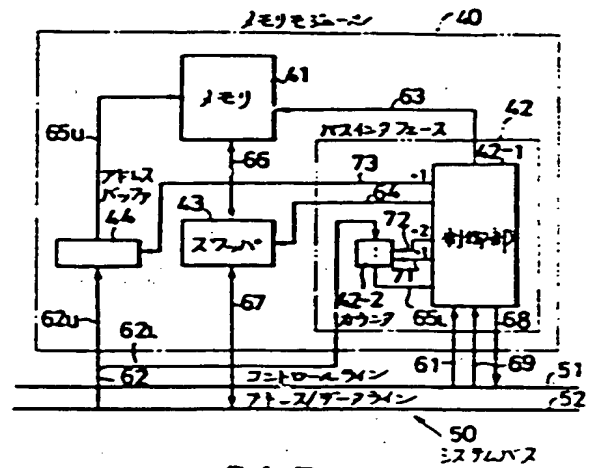 メモリモジュール
40
メモリ
41
63
42
65u
66
バスインタフェース
42-1
73
-1
アドレス
バッファ
43
64
44
スワッパ
72
-2
制御部
71
-1
42-2
カウンタ
65L
68
62u
62L
67
61
69
62
コントロールライン
51
アドレス/データライン
52
50
システムバス